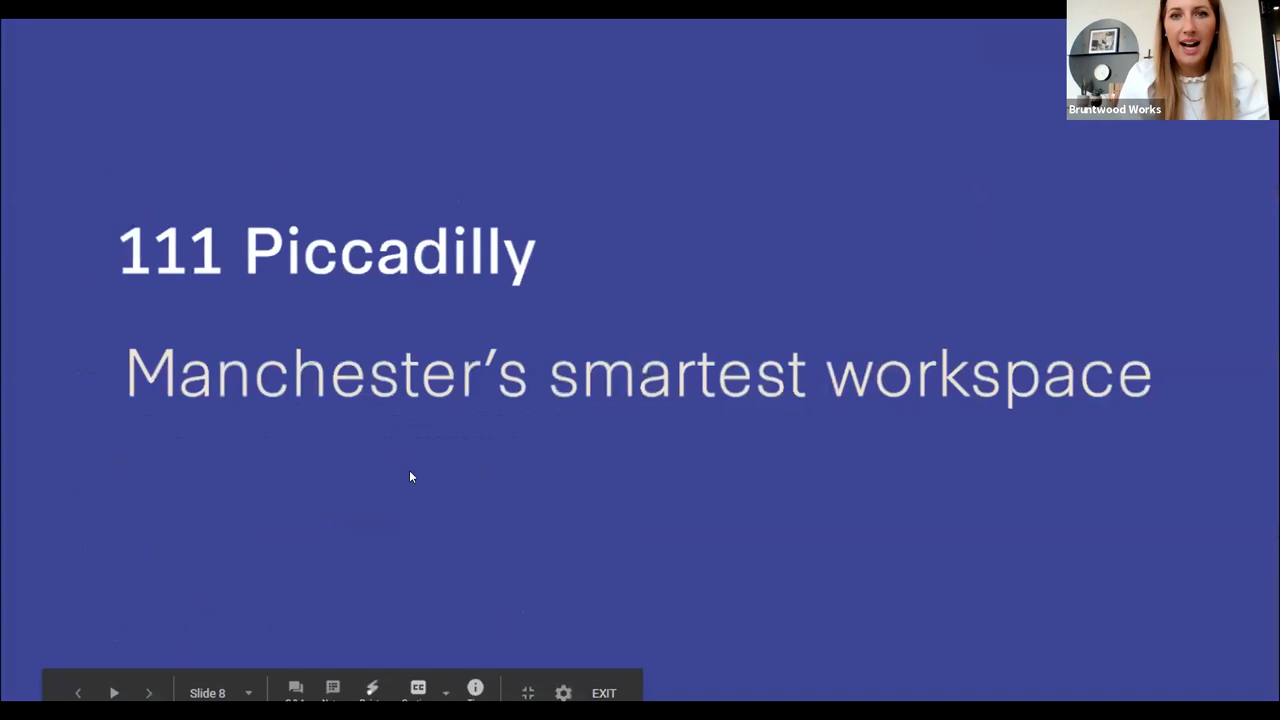 Bruntwood Works
111 Piccadilly
Manchester’s smartest workspace
Slide 8
EXIT